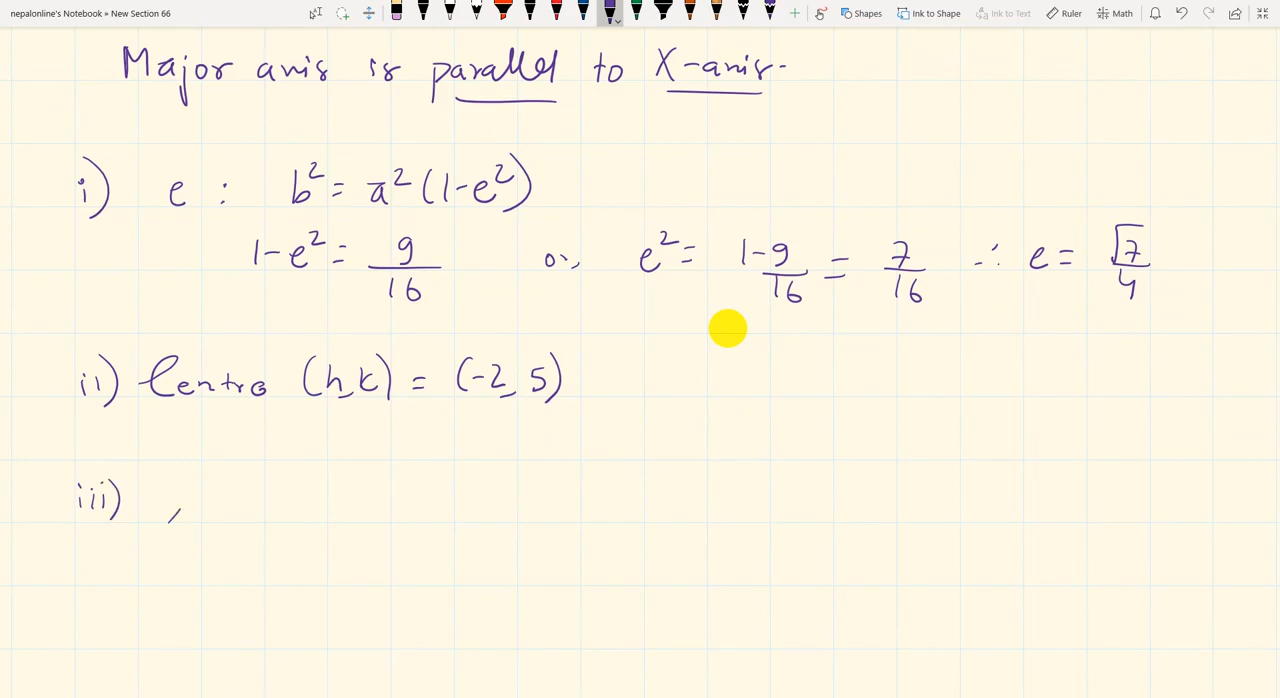 nepalonline's Notebook » New Section 66
Shapes Ink to Shape Ink to Text Ruler Math
Major axis is parallel to X-axis.
i) e : b² = a² (1-e²)
1-e² = 9/16 or, e² = 1-9/16 = 7/16 ∴ e = √7/4
ii) Centre (h, k) = (-2, 5)
iii)